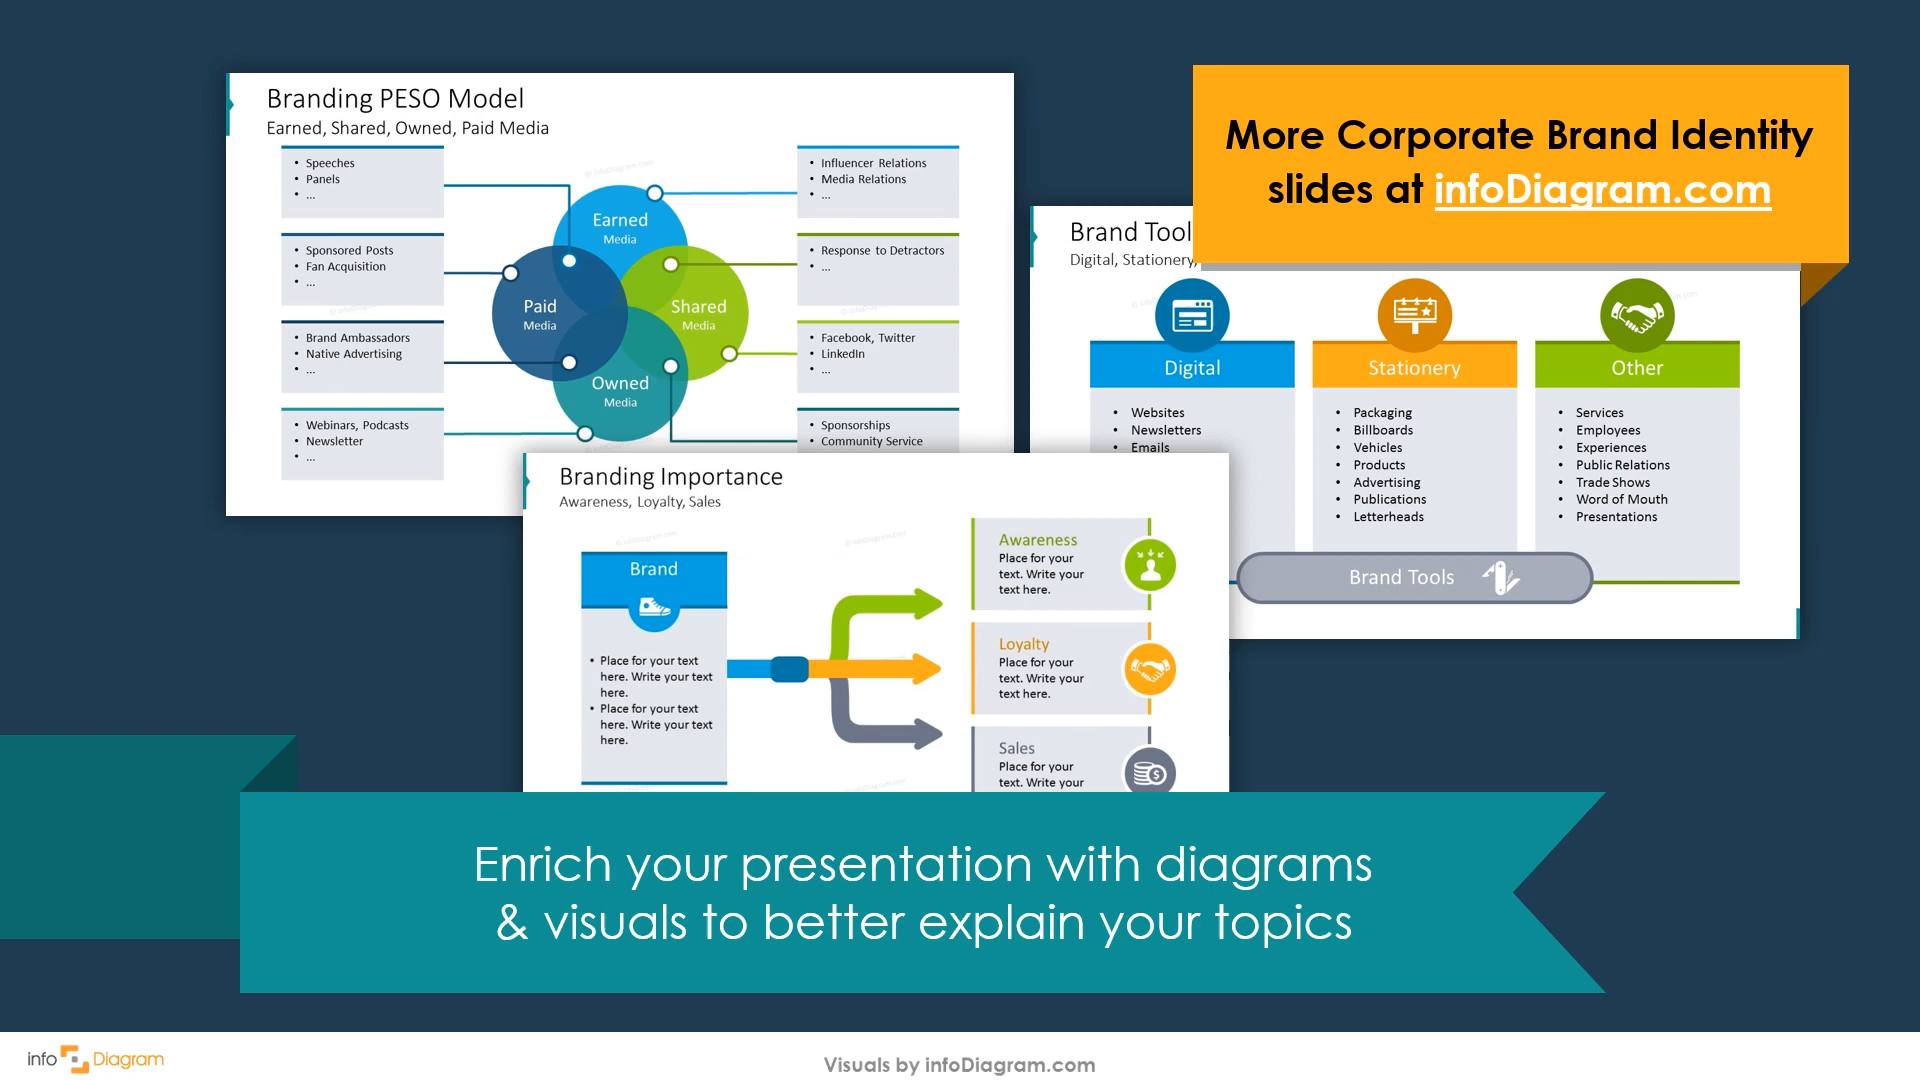 Branding PESO Model
Earned, Shared, Owned, Paid Media
• Speeches
• Panels
• ...
• Sponsored Posts
• Fan Acquisition
• ...
• Brand Ambassadors
• Native Advertising
• ...
• Webinars, Podcasts
• Newsletter
• ...
Earned
Media
Paid
Media
Shared
Media
Owned
Media
• Influencer Relations
• Media Relations
• ...
• Response to Detractors
• ...
• Facebook, Twitter
• LinkedIn
• ...
• Sponsorships
• Community Service
More Corporate Brand Identity
slides at infoDiagram.com
Brand Tool
Digital, Stationery,
Digital
• Websites
• Newsletters
• Emails
Stationery
• Packaging
• Billboards
• Vehicles
• Products
• Advertising
• Publications
• Letterheads
Other
• Services
• Employees
• Experiences
• Public Relations
• Trade Shows
• Word of Mouth
• Presentations
Brand Tools
Branding Importance
Awareness, Loyalty, Sales
Brand
• Place for your text
here. Write your text
here.
• Place for your text
here. Write your text
here.
Awareness
Place for your
text. Write your
text here.
Loyalty
Place for your
text. Write your
text here.
Sales
Place for your
text. Write your
Enrich your presentation with diagrams
& visuals to better explain your topics
info Diagram
Visuals by infoDiagram.com